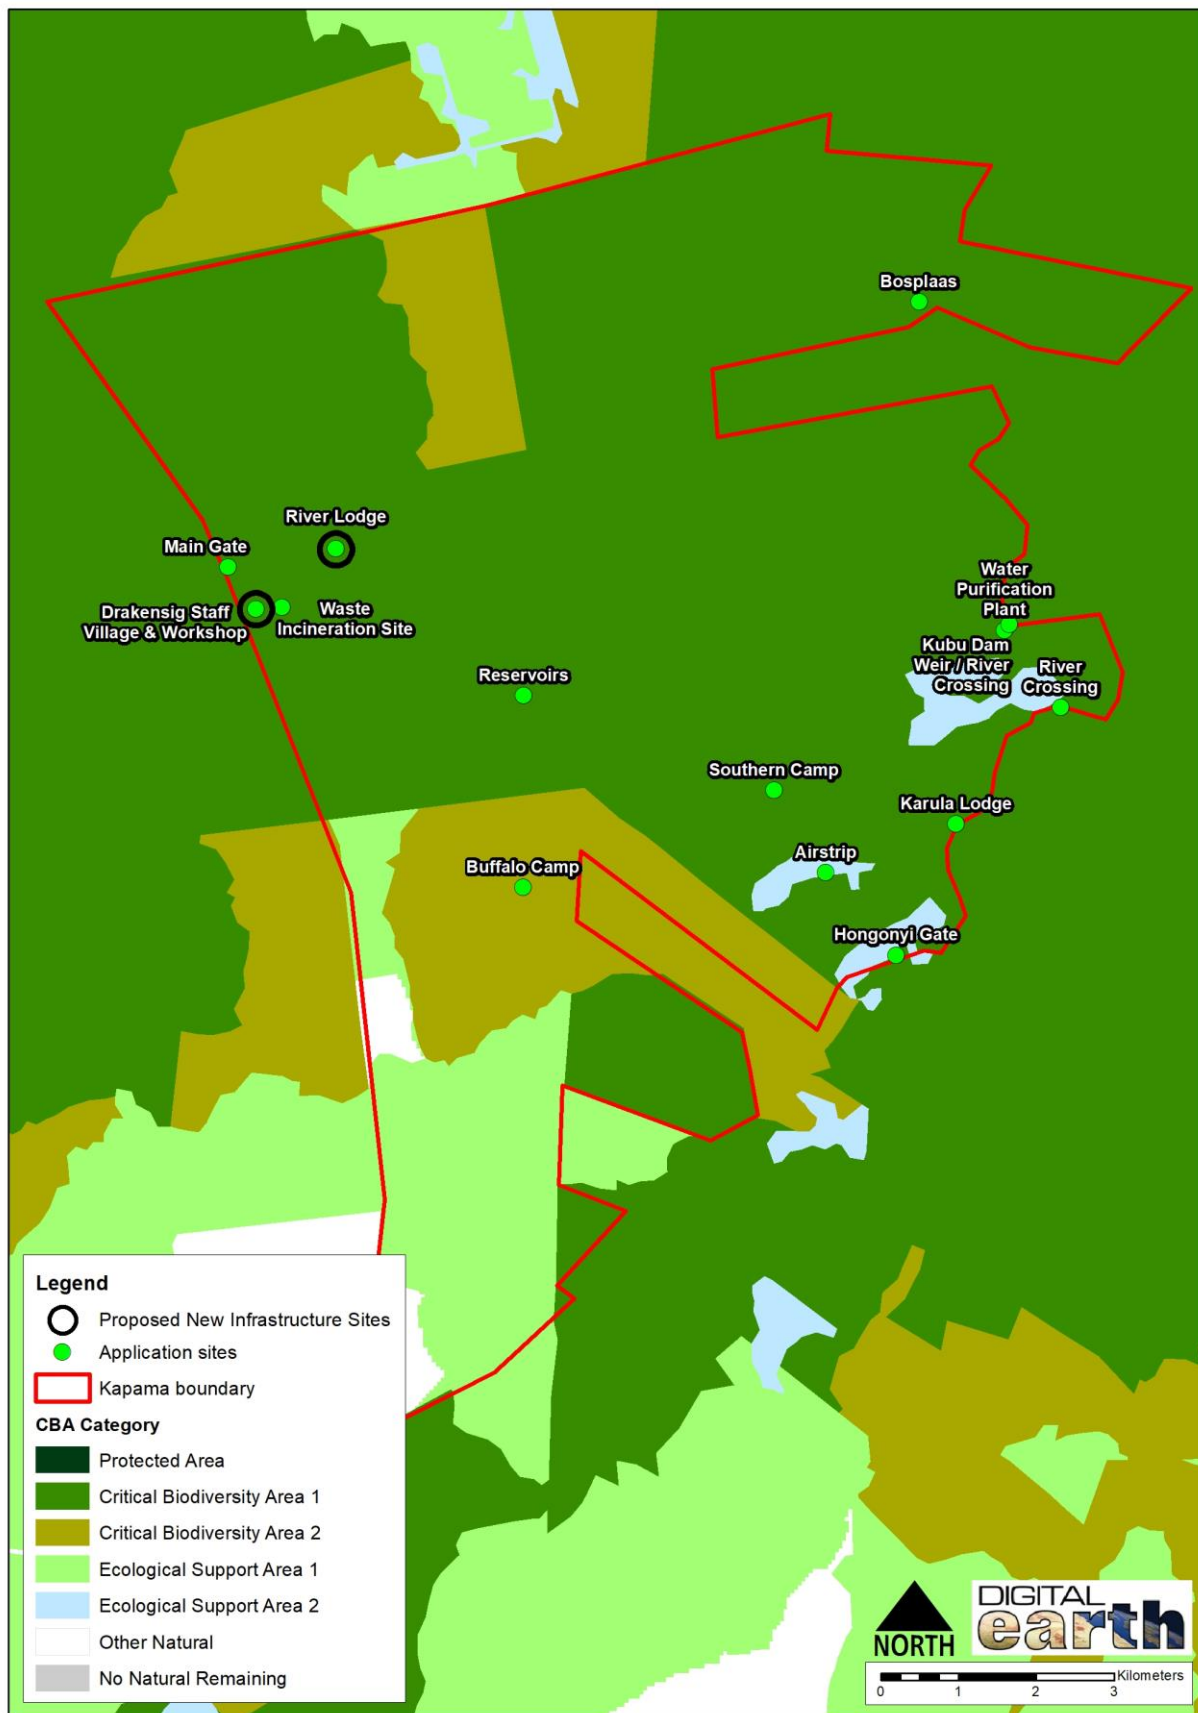 Bosplaas
River Lodge
Main Gate
Drakensig Staff
Village & Workshop
Waste
Incineration Site
Water
Purification
Plant
Kubu Dam
Weir / River
Crossing
River
Crossing
Reservoirs
Southern Camp
Karula Lodge
Airstrip
Buffalo Camp
Hongonyi Gate
Legend
Proposed New Infrastructure Sites
Application sites
Kapama boundary
CBA Category
Protected Area
Critical Biodiversity Area 1
Critical Biodiversity Area 2
Ecological Support Area 1
Ecological Support Area 2
Other Natural
No Natural Remaining
NORTH
DIGITAL
earth
Kilometers
0 1 2 3